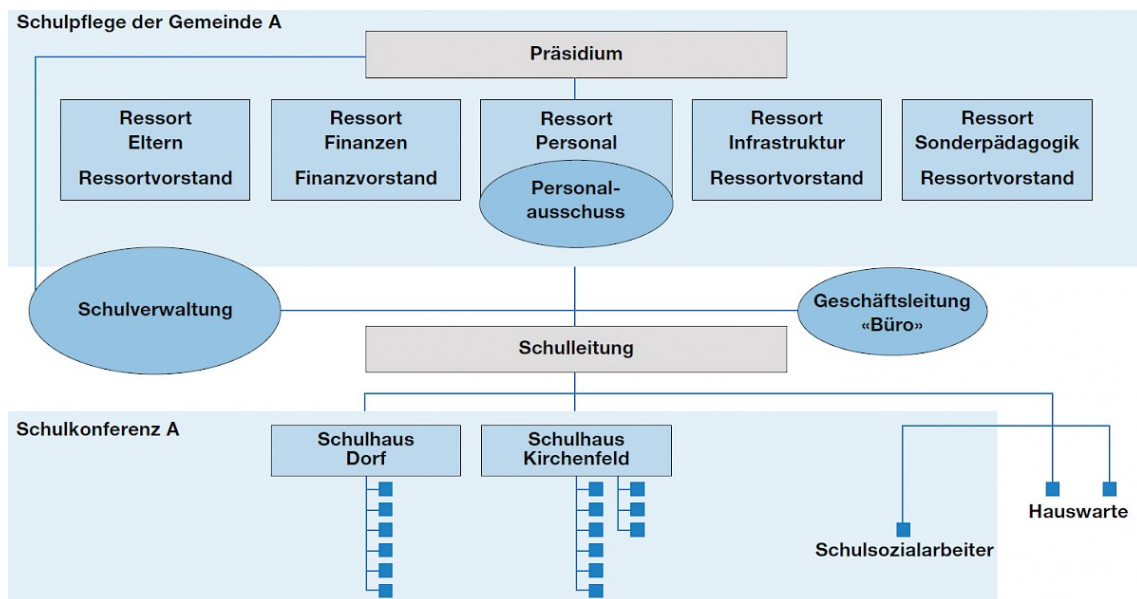 Schulpflege der Gemeinde A
Präsidium
Ressort
Eltern
Ressortvorstand
Ressort
Finanzen
Finanzvorstand
Ressort
Personal
Personal-
ausschuss
Ressort
Infrastruktur
Ressortvorstand
Ressort
Sonderpädagogik
Ressortvorstand
Schulverwaltung
Geschäftsleitung
«Büro»
Schulleitung
Schulkonferenz A
Schulhaus
Dorf
Schulhaus
Kirchenfeld
Schulsozialarbeiter
Hauswarte